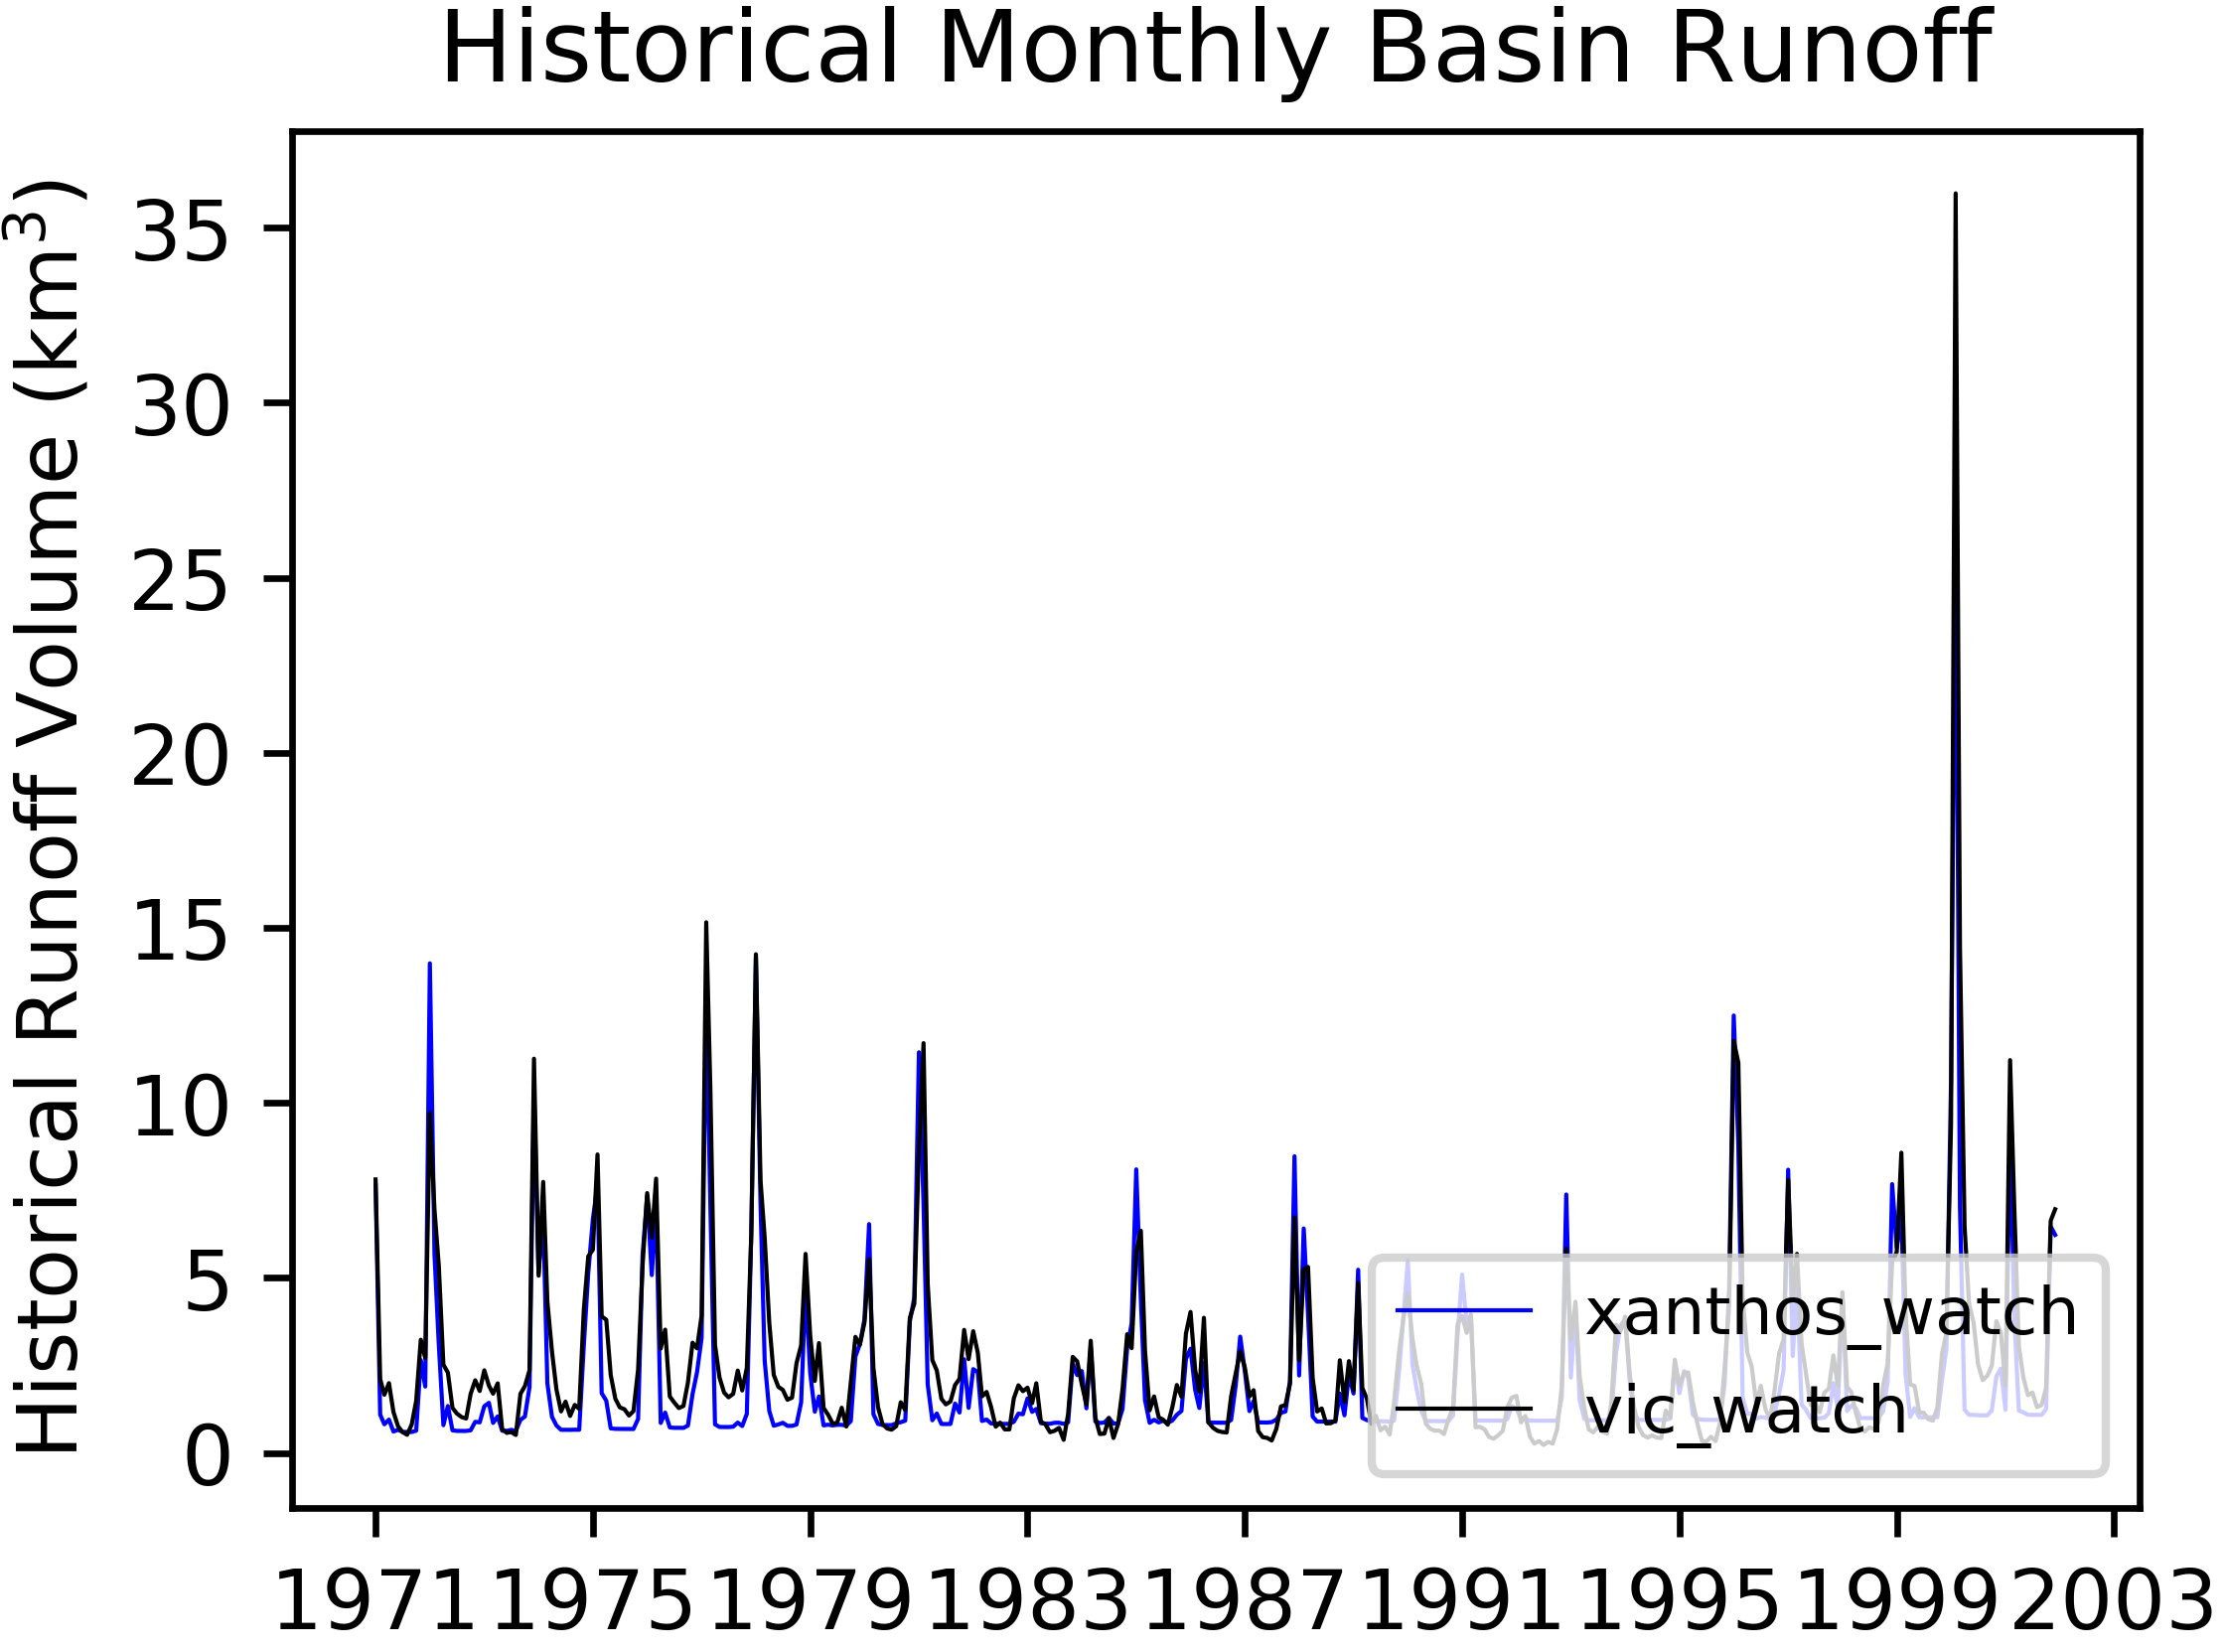 Historical Monthly Basin Runoff
Historical Runoff Volume (km³)
35
30
25
20
15
10
5
0
xanthos_watch
vic_watch
1971 1975 1979 1983 1987 1991 1995 1999 2003